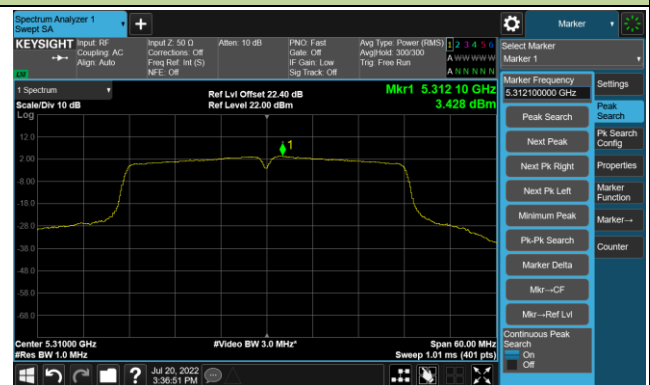 Spectrum Analyzer 1
Swept SA
+
Marker
KEYSIGHT
Input: RF
Coupling: AC
Align: Auto
Input Z: 50 Ω
Corrections: Off
Freq Ref: Int (S)
NFE: Off
Atten: 10 dB
PNO: Fast
Gate: Off
IF Gain: Low
Sig Track: Off
Avg Type: Power (RMS)
Avg|Hold: 300/300
Trig: Free Run
1 2 3 4 5 6
A W W W W W
A N N N N N
Select Marker
Marker 1
LXI
1 Spectrum
Scale/Div 10 dB
Log
Ref Lvl Offset 22.40 dB
Ref Level 22.00 dBm
Mkr1 5.312 10 GHz
3.428 dBm
1
12.0
2.00
-8.00
-18.0
-28.0
-38.0
-48.0
-58.0
-68.0
Center 5.31000 GHz
#Res BW 1.0 MHz
#Video BW 3.0 MHz*
Span 60.00 MHz
Sweep 1.01 ms (401 pts)
Marker Frequency
5.312100000 GHz
Peak Search
Next Peak
Next Pk Right
Next Pk Left
Minimum Peak
Pk-Pk Search
Marker Delta
Mkr→CF
Mkr→Ref Lvl
Continuous Peak
Search
On
Off
Settings
Peak
Search
Pk Search
Config
Properties
Marker
Function
Marker→
Counter
?
Jul 20, 2022
3:36:51 PM